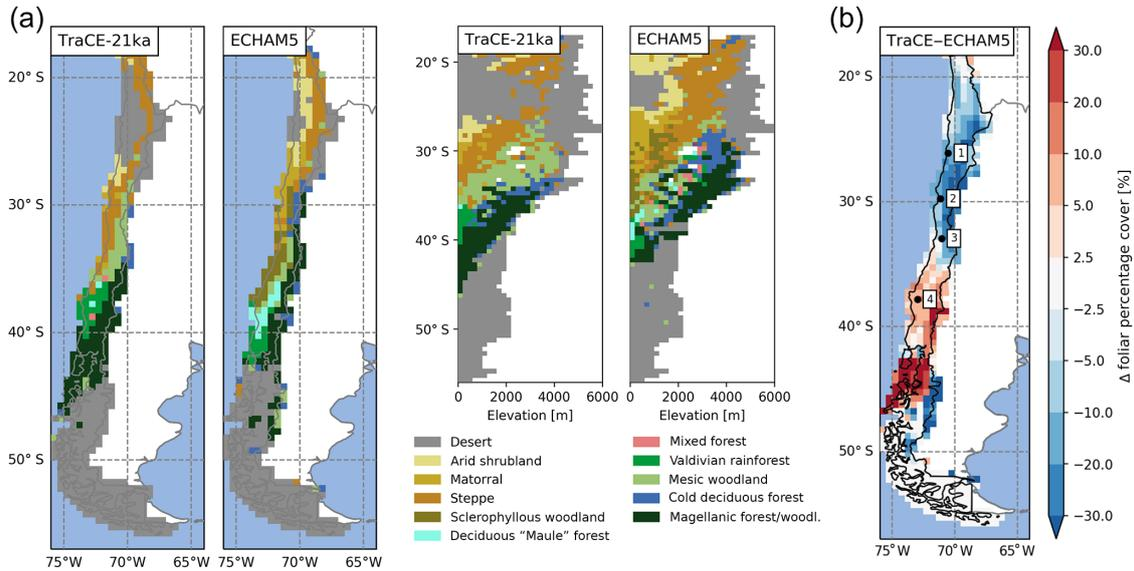 (a)
TraCE-21ka
ECHAM5
20° S
30° S
40° S
50° S
75°W
70°W
65°W
75°W
70°W
65°W
TraCE-21ka
ECHAM5
20° S
30° S
40° S
50° S
0
2000
4000
6000
0
2000
4000
6000
Elevation [m]
Elevation [m]
Desert
Arid shrubland
Matorral
Steppe
Sclerophyllous woodland
Deciduous “Maule” forest
Mixed forest
Valdivian rainforest
Mesic woodland
Cold deciduous forest
Magellanic forest/woodl.
(b)
TraCE−ECHAM5
20° S
30° S
40° S
50° S
1
2
3
4
75°W
70°W
65°W
30.0
20.0
10.0
5.0
2.5
−2.5
−5.0
−10.0
−20.0
−30.0
Δ foliar percentage cover [%]